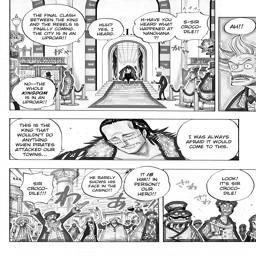 THE FINAL CLASH
BETWEEN THE KING
AND THE REBELS IS
FINALLY COMING.
THE CITY IS IN AN
UPROAR!!
HUH?
YES, I
HEARD.
H-HAVE YOU
HEARD WHAT
HAPPENED AT
NANOHANA?
S-SIR
CROCO-
DILE!!
AH!!
NO--THE
WHOLE
KINGDOM
IS IN AN
UPROAR!!
THIS IS THE
KIND THAT
WOULDN'T DO
ANYTHING
WHEN PIRATES
ATTACKED OUR
TOWNS...
I WAS ALWAYS
AFRAID IT WOULD
COME TO THIS.
SIR
CROCO-
DILE...!!
HE RARELY
SHOWS HIS
FACE IN THE
CASINO!!
IT IS
HIM!! IN
PERSON!!
OUR
HERO!!
LOOK!
IT'S SIR
CROCO-
DILE!